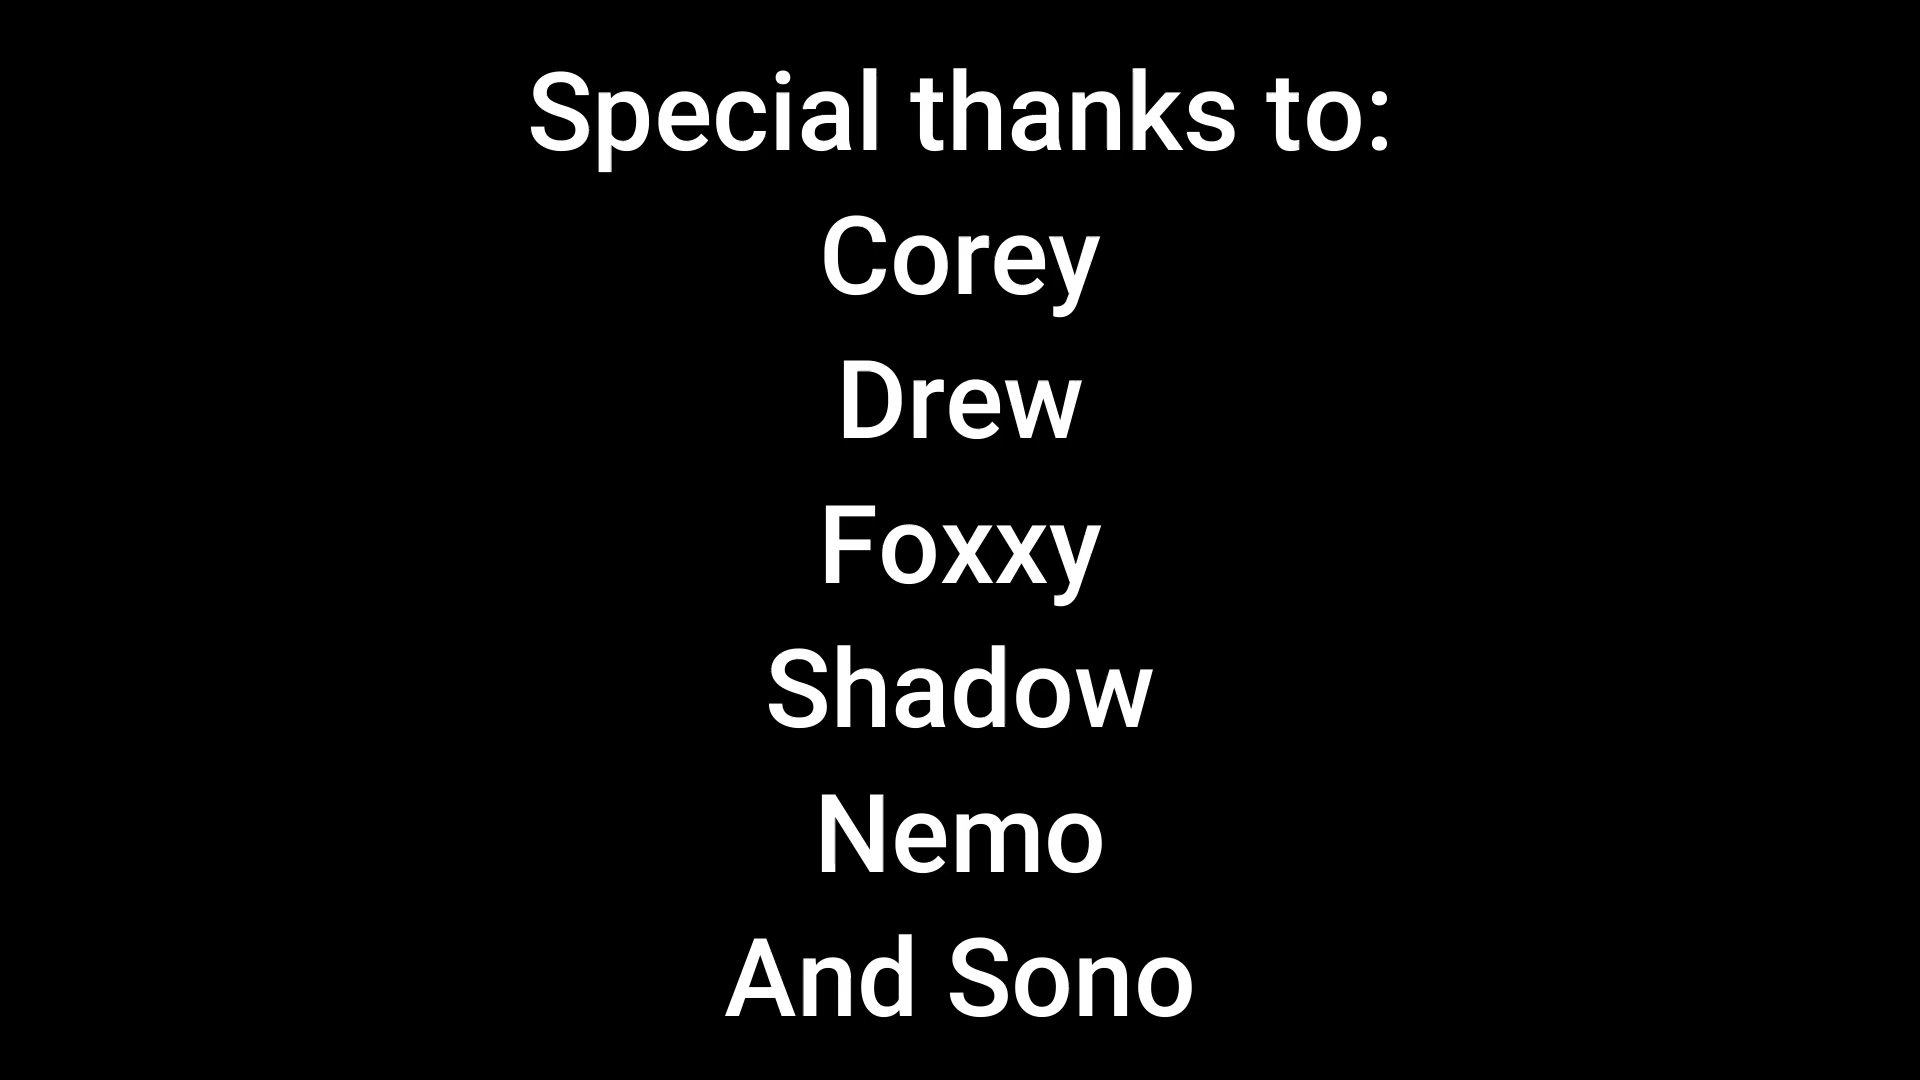 Special thanks to:
Corey
Drew
Foxxy
Shadow
Nemo
And Sono